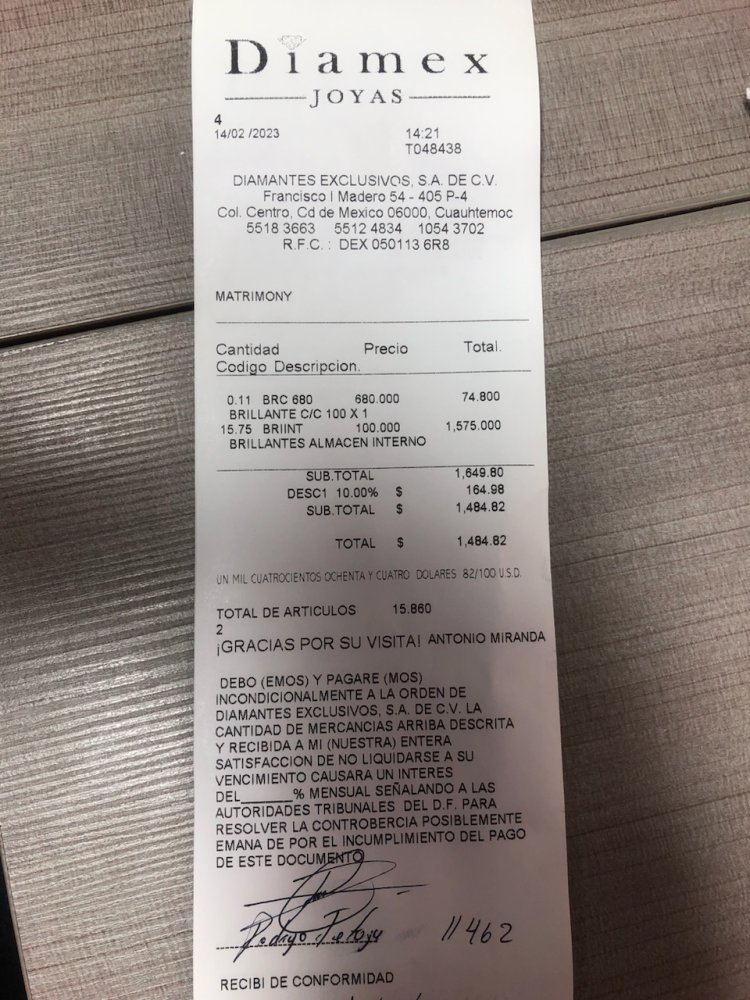 Diamex
JOYAS
4
14/02 /2023 14:21
T048438
DIAMANTES EXCLUSIVOS, S.A. DE C.V.
Francisco I Madero 54 - 405 P-4
Col. Centro, Cd de Mexico 06000, Cuauhtemoc
5518 3663 5512 4834 1054 3702
R.F.C. : DEX 050113 6R8
MATRIMONY
Cantidad Precio Total.
Codigo Descripcion.
0.11 BRC 680 680.000 74.800
BRILLANTE C/C 100 X 1
15.75 BRIINT 100.000 1,575.000
BRILLANTES ALMACEN INTERNO
SUB.TOTAL 1,649.80
DESC1 10.00% $ 164.98
SUB.TOTAL $ 1,484.82
TOTAL $ 1,484.82
UN MIL CUATROCIENTOS OCHENTA Y CUATRO DOLARES 82/100 U.S.D.
TOTAL DE ARTICULOS 15.860
2
¡GRACIAS POR SU VISITA! ANTONIO MIRANDA
DEBO (EMOS) Y PAGARE (MOS)
INCONDICIONALMENTE A LA ORDEN DE
DIAMANTES EXCLUSIVOS, S.A. DE C.V. LA
CANTIDAD DE MERCANCIAS ARRIBA DESCRITA
Y RECIBIDA A MI (NUESTRA) ENTERA
SATISFACCION DE NO LIQUIDARSE A SU
VENCIMIENTO CAUSARA UN INTERES
DEL______% MENSUAL SEÑALANDO A LAS
AUTORIDADES TRIBUNALES DEL D.F. PARA
RESOLVER LA CONTROBERCIA POSIBLEMENTE
EMANA DE POR EL INCUMPLIMIENTO DEL PAGO
DE ESTE DOCUMENTO
11462
RECIBI DE CONFORMIDAD